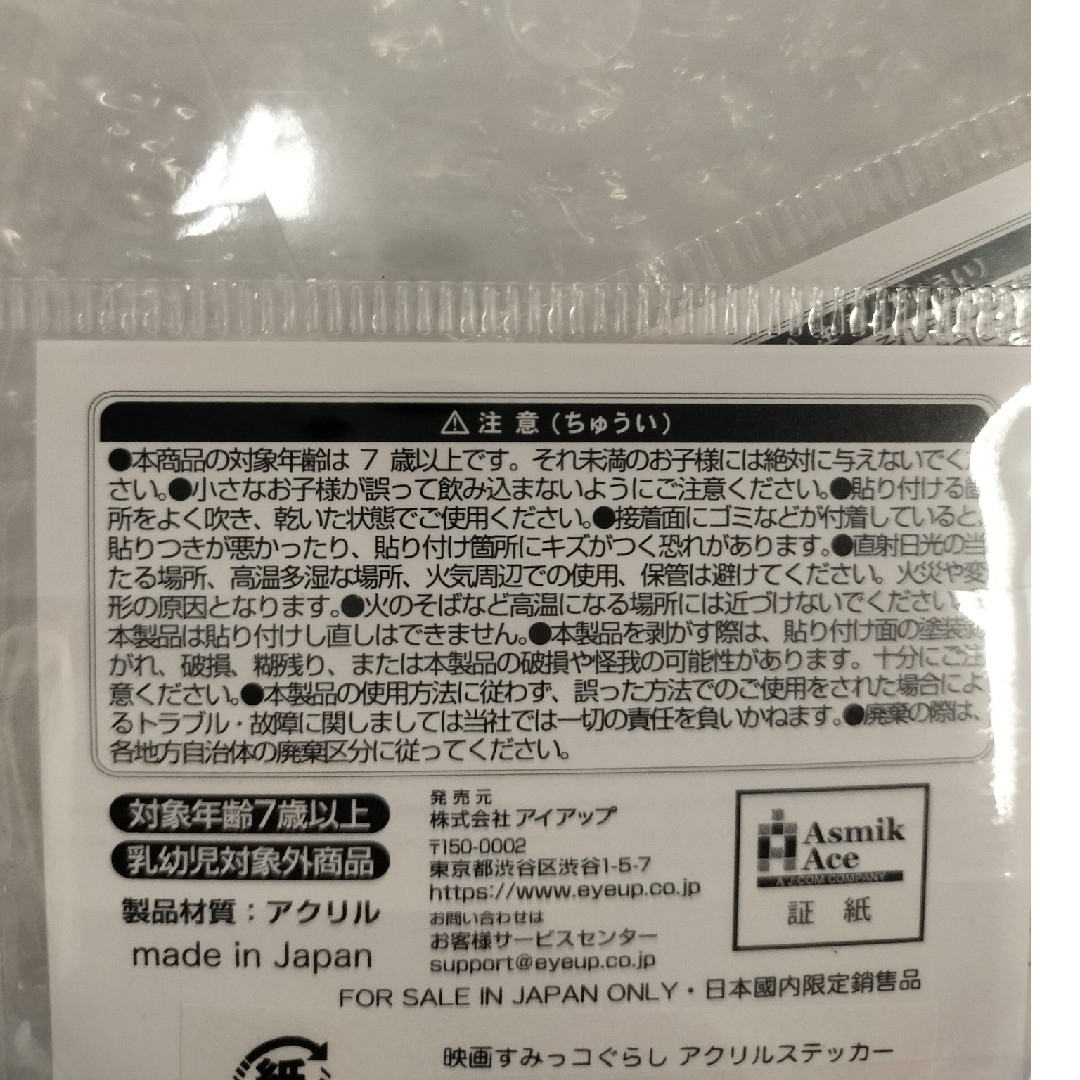 ⚠注 意(ちゅうい)
●本商品の対象年齢は 7 歳以上です。それ未満のお子様には絶対に与えないでく
さい。●小さなお子様が誤って飲み込まないようにご注意ください。●貼り付ける箇
所をよく吹き、乾いた状態でご使用ください。●接着面にゴミなどが付着していると、
貼りつきが悪かったり、貼り付け箇所にキズがつく恐れがあります。●直射日光の当
たる場所、高温多湿な場所、火気周辺での使用、保管は避けてください。火災や変
形の原因となります。●火のそばなど高温になる場所には近づけないでください。
本製品は貼り付けし直しはできません。●本製品を剥がす際は、貼り付け面の塗装
がれ、破損、糊残り、または本製品の破損や怪我の可能性があります。十分にご注
意ください。●本製品の使用方法に従わず、誤った方法でのご使用をされた場合によ
るトラブル・故障に関しましては当社では一切の責任を負いかねます。●廃棄の際は、
各地方自治体の廃棄区分に従ってください。
対象年齢7歳以上
乳幼児対象外商品
製品材質：アクリル
made in Japan
発売元
株式会社 アイアップ
〒150-0002
東京都渋谷区渋谷1-5-7
https://www.eyeup.co.jp
お問い合わせは
お客様サービスセンター
support@eyeup.co.jp
Asmik
Ace
A J:COM COMPANY
証 紙
FOR SALE IN JAPAN ONLY・日本國内限定銷售品
紙
映画すみっコぐらし アクリルステッカー